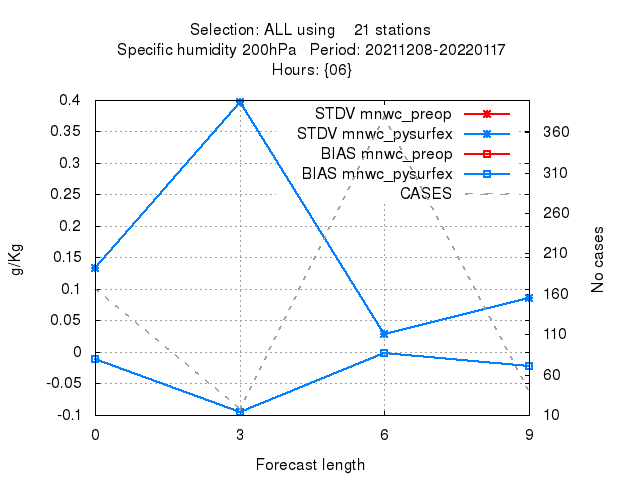 Selection: ALL using    21 stations
Specific humidity 200hPa   Period: 20211208-20220117
Hours: {06}
STDV mnwc_preop
STDV mnwc_pysurfex
BIAS mnwc_preop
BIAS mnwc_pysurfex
CASES
0.4
0.35
0.3
0.25
0.2
0.15
0.1
0.05
0
-0.05
-0.1
g/Kg
360
310
260
210
160
110
60
10
No cases
0 3 6 9
Forecast length